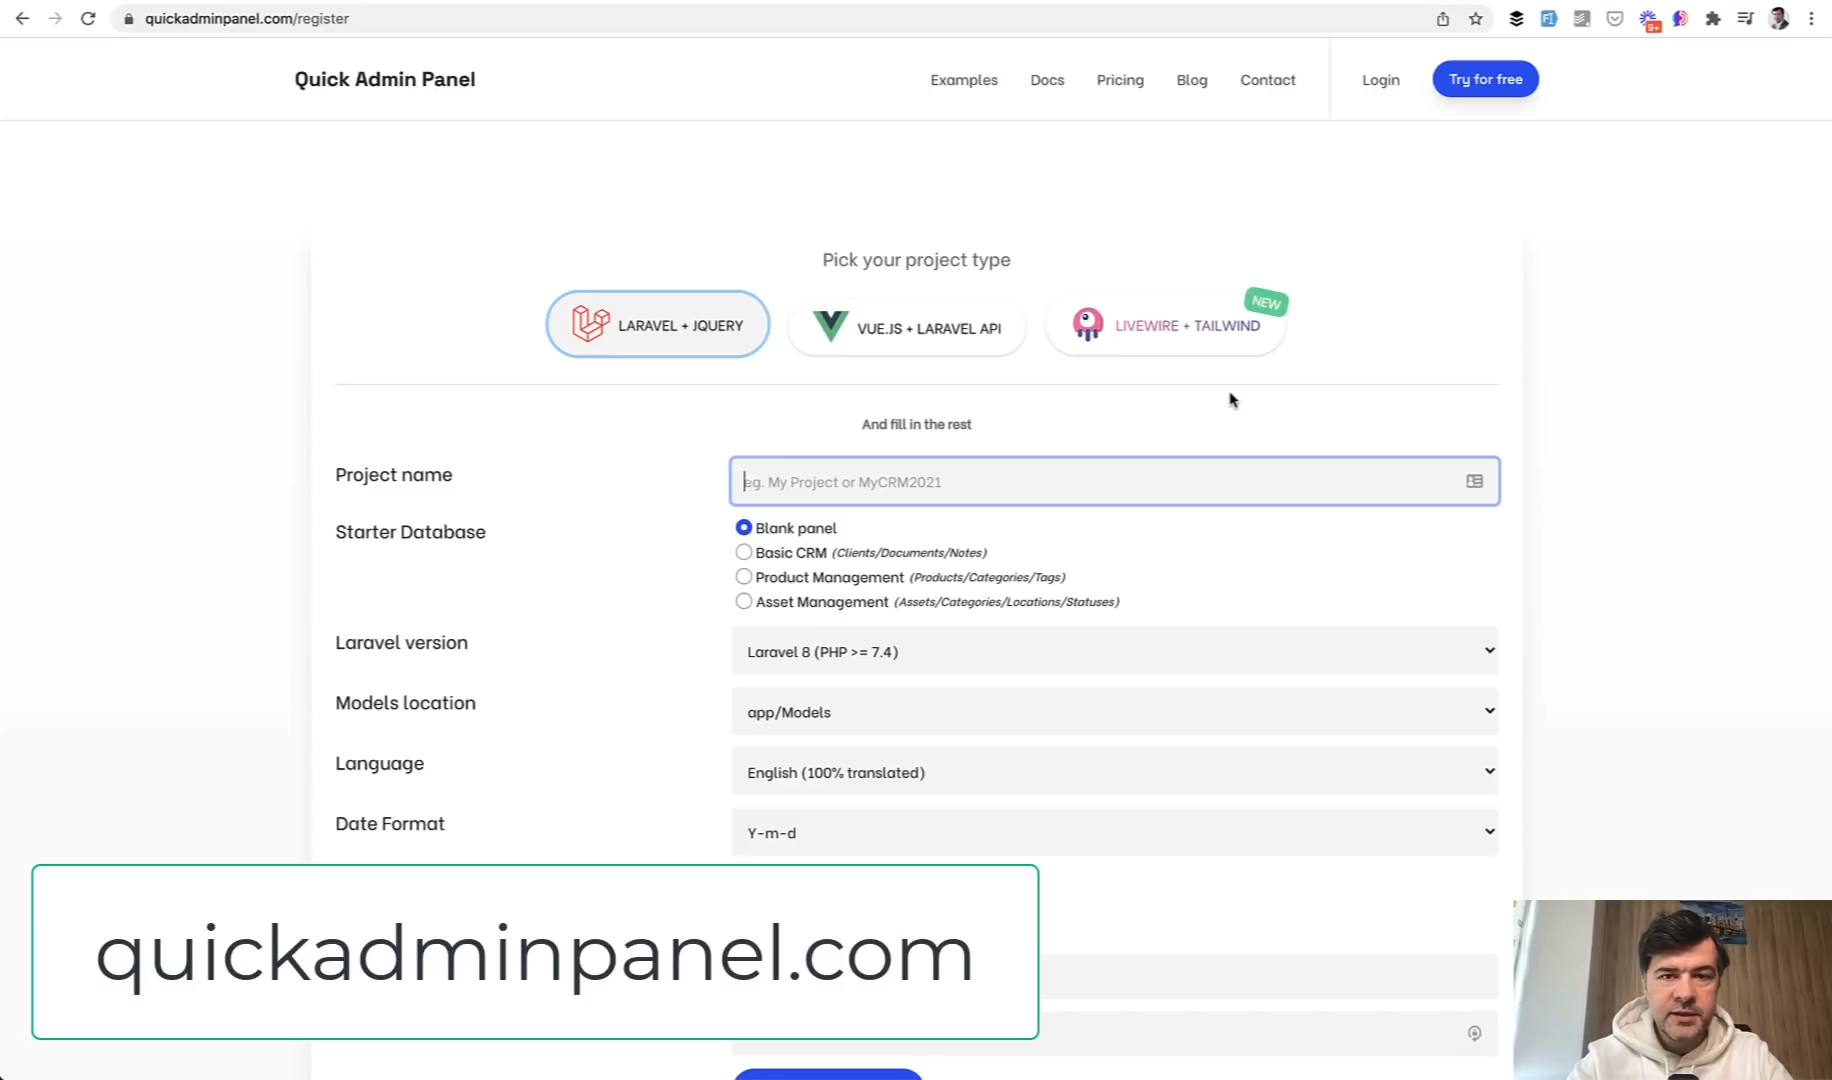 quickadminpanel.com/register
9+
Quick Admin Panel
Examples
Docs
Pricing
Blog
Contact
Login
Try for free
Pick your project type
LARAVEL + JQUERY
VUE.JS + LARAVEL API
LIVEWIRE + TAILWIND
NEW
And fill in the rest
Project name
eg. My Project or MyCRM2021
Starter Database
Blank panel
Basic CRM (Clients/Documents/Notes)
Product Management (Products/Categories/Tags)
Asset Management (Assets/Categories/Locations/Statuses)
Laravel version
Laravel 8 (PHP >= 7.4)
Models location
app/Models
Language
English (100% translated)
Date Format
Y-m-d
quickadminpanel.com